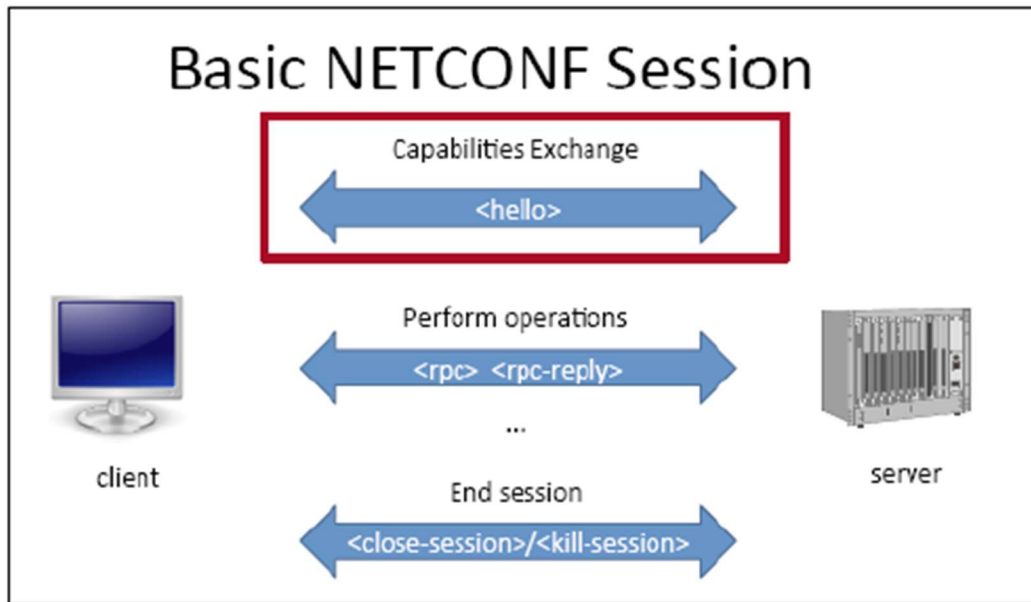 Basic NETCONF Session
Capabilities Exchange
<hello>
Perform operations
<rpc> <rpc-reply>
...
client
server
End session
<close-session>/<kill-session>